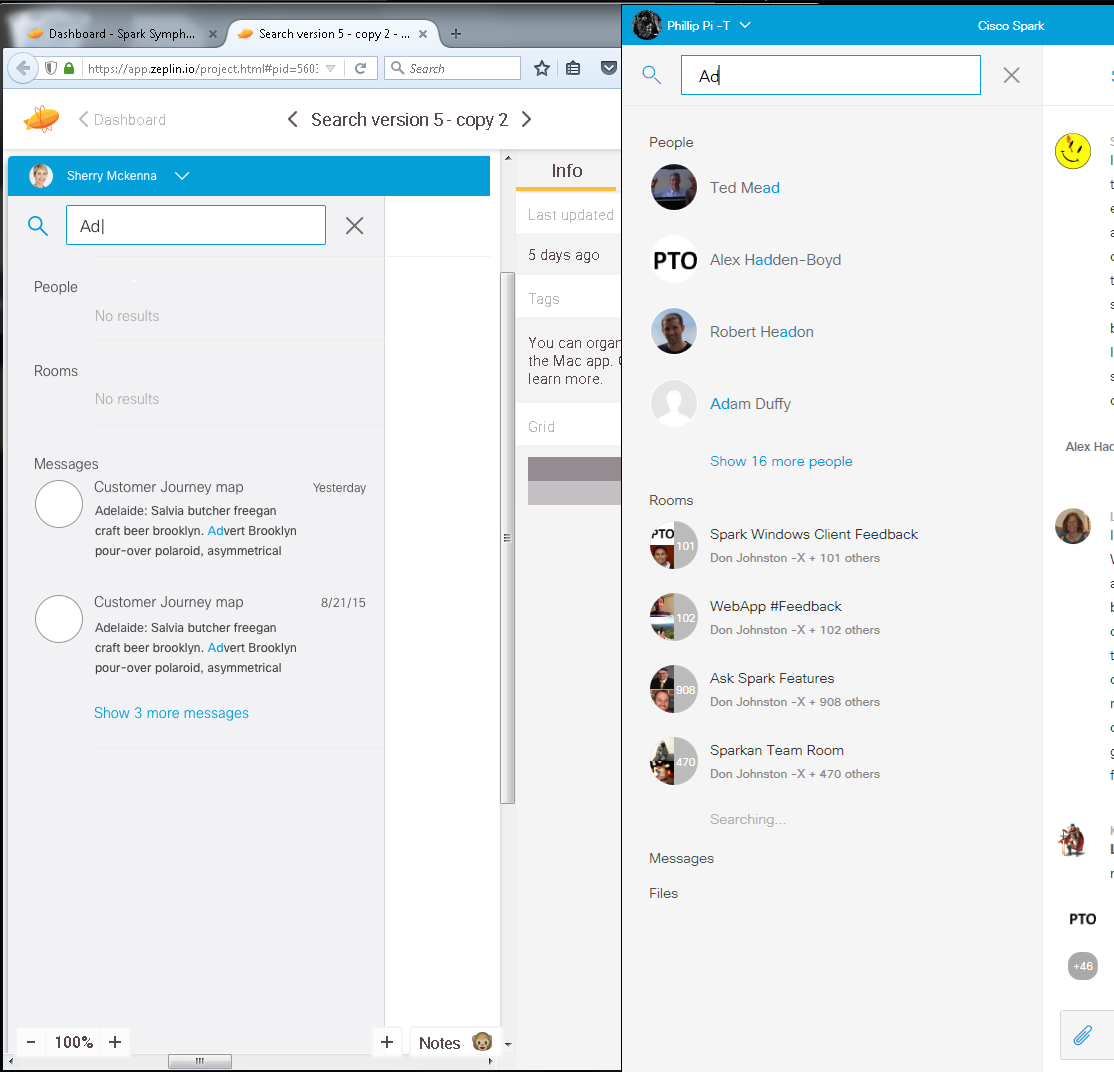 Dashboard - Spark Symph...
Search version 5 - copy 2 - ...
https://app.zeplin.io/project.html#pid=560
Search
Dashboard
Search version 5 - copy 2
Sherry Mckenna
Ad
People
No results
Rooms
No results
Messages
Customer Journey map
Yesterday
Adelaide: Salvia butcher freegan
craft beer brooklyn. Advert Brooklyn
pour-over polaroid, asymmetrical
Customer Journey map
8/21/15
Adelaide: Salvia butcher freegan
craft beer brooklyn. Advert Brooklyn
pour-over polaroid, asymmetrical
Show 3 more messages
- 100% +
+
Notes
Info
Last updated
5 days ago
Tags
You can organ
the Mac app.
learn more.
Grid
Phillip Pi -T
Cisco Spark
Ad
People
Ted Mead
PTO
Alex Hadden-Boyd
Robert Headon
Adam Duffy
Show 16 more people
Rooms
PTO
101
Spark Windows Client Feedback
Don Johnston -X + 101 others
102
WebApp #Feedback
Don Johnston -X + 102 others
908
Ask Spark Features
Don Johnston -X + 908 others
470
Sparkan Team Room
Don Johnston -X + 470 others
Searching...
Messages
Files
Alex Had
PTO
+46